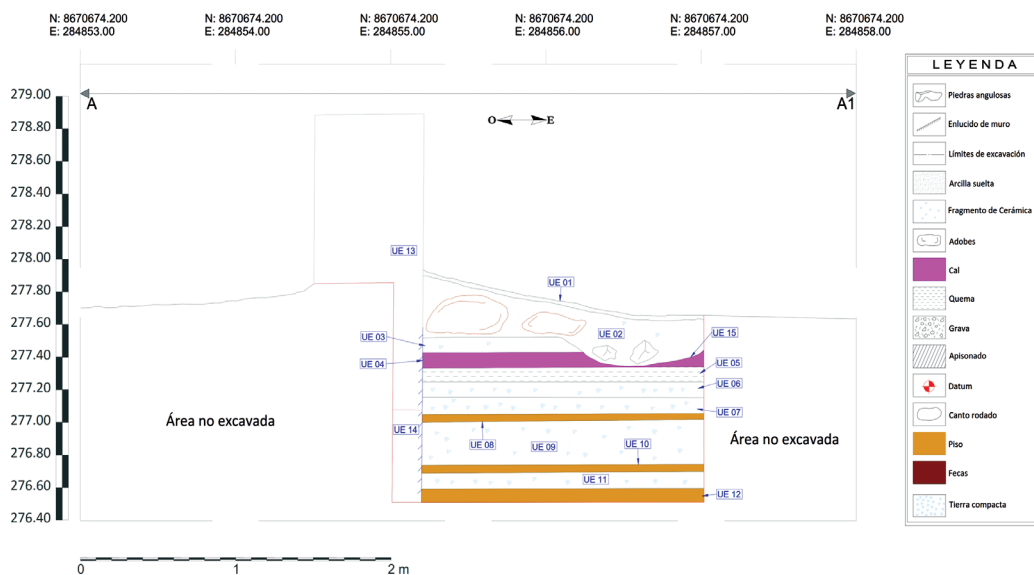 N: 8670674.200
E: 284853.00
N: 8670674.200
E: 284854.00
N: 8670674.200
E: 284855.00
N: 8670674.200
E: 284856.00
N: 8670674.200
E: 284857.00
N: 8670674.200
E: 284858.00
A
A1
O
E
279.00
278.80
278.60
278.40
278.20
278.00
277.80
277.60
277.40
277.20
277.00
276.80
276.60
276.40
UE 13
UE 01
UE 02
UE 15
UE 03
UE 04
UE 05
UE 06
UE 07
UE 14
UE 08
UE 09
UE 10
UE 11
UE 12
Área no excavada
Área no excavada
0
1
2 m
LEYENDA
Piedras angulosas
Enlucido de muro
Límites de excavación
Arcilla suelta
Fragmento de Cerámica
Adobes
Cal
Quema
Grava
Apisonado
Datum
Canto rodado
Piso
Fecas
Tierra compacta